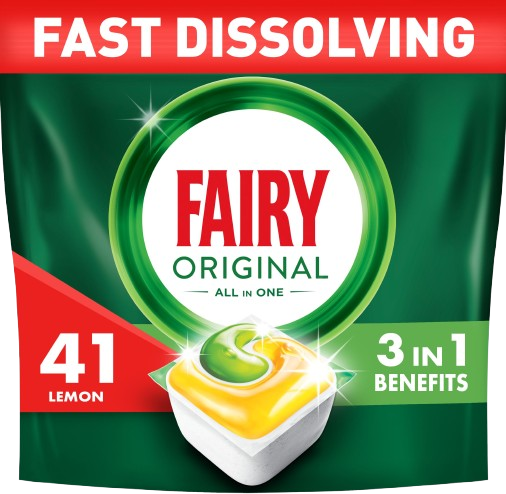 FAST DISSOLVING
FAIRY
ORIGINAL
ALL IN ONE
41
LEMON
3 IN 1
BENEFITS